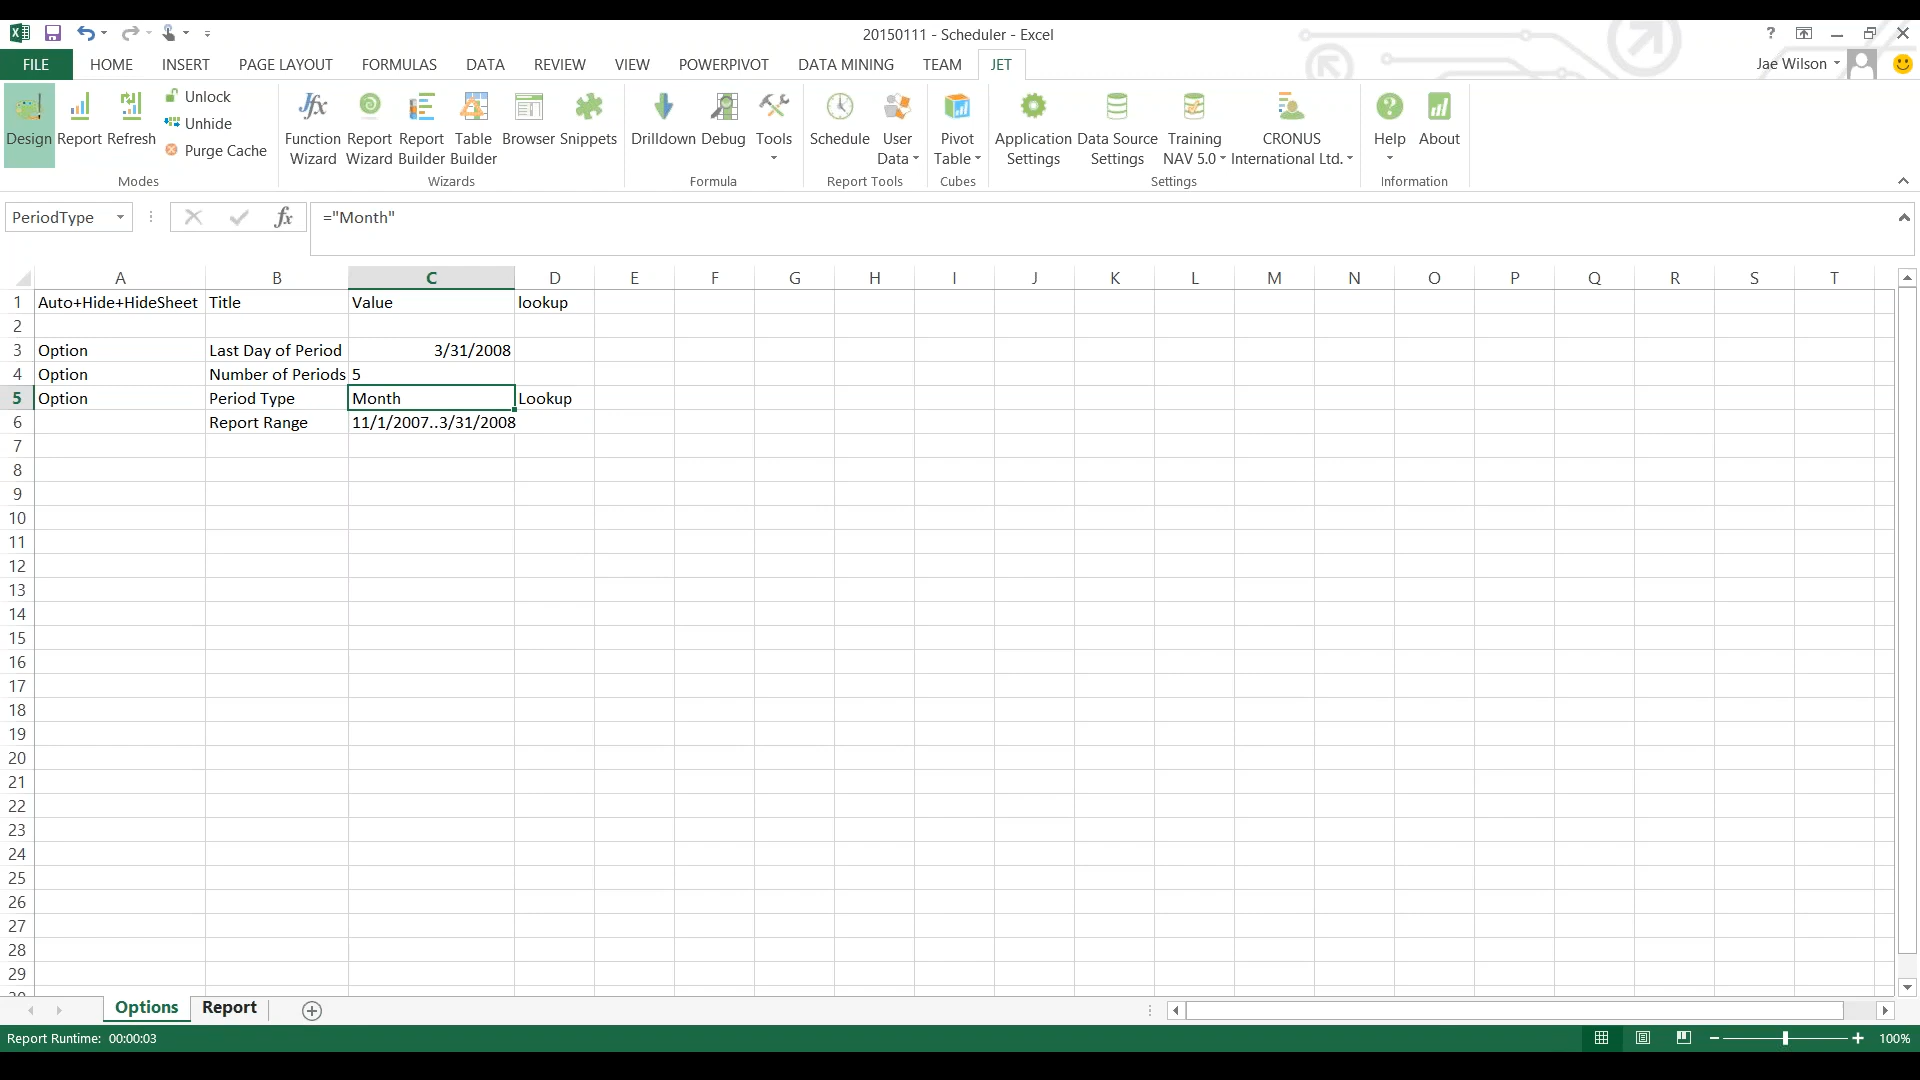 20150111 - Scheduler - Excel
?
FILE HOME INSERT PAGE LAYOUT FORMULAS DATA REVIEW VIEW POWERPIVOT DATA MINING TEAM JET Jae Wilson
Design Report Refresh Unlock Unhide Purge Cache
Modes
Function Wizard Report Wizard Report Builder Table Builder Browser Snippets
Wizards
Drilldown Debug Tools
Formula
Schedule User Data
Report Tools
Pivot Table
Cubes
Application Settings Data Source Settings Training NAV 5.0 CRONUS International Ltd.
Settings
Help About
Information
PeriodType fx ="Month"
A B C D E F G H I J K L M N O P Q R S T
1 Auto+Hide+HideSheet Title Value lookup
2
3 Option Last Day of Period 3/31/2008
4 Option Number of Periods 5
5 Option Period Type Month Lookup
6 Report Range 11/1/2007..3/31/2008
7
8
9
10
11
12
13
14
15
16
17
18
19
20
21
22
23
24
25
26
27
28
29
Options Report
Report Runtime: 00:00:03 100%